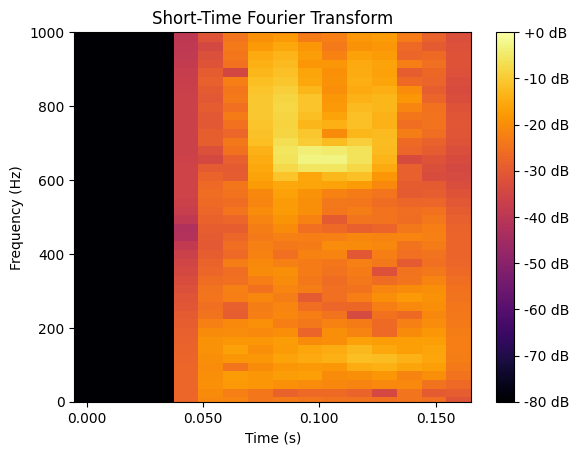 Short-Time Fourier Transform
1000
800
600
400
200
0
Frequency (Hz)
0.000
0.050
0.100
0.150
Time (s)
+0 dB
-10 dB
-20 dB
-30 dB
-40 dB
-50 dB
-60 dB
-70 dB
-80 dB